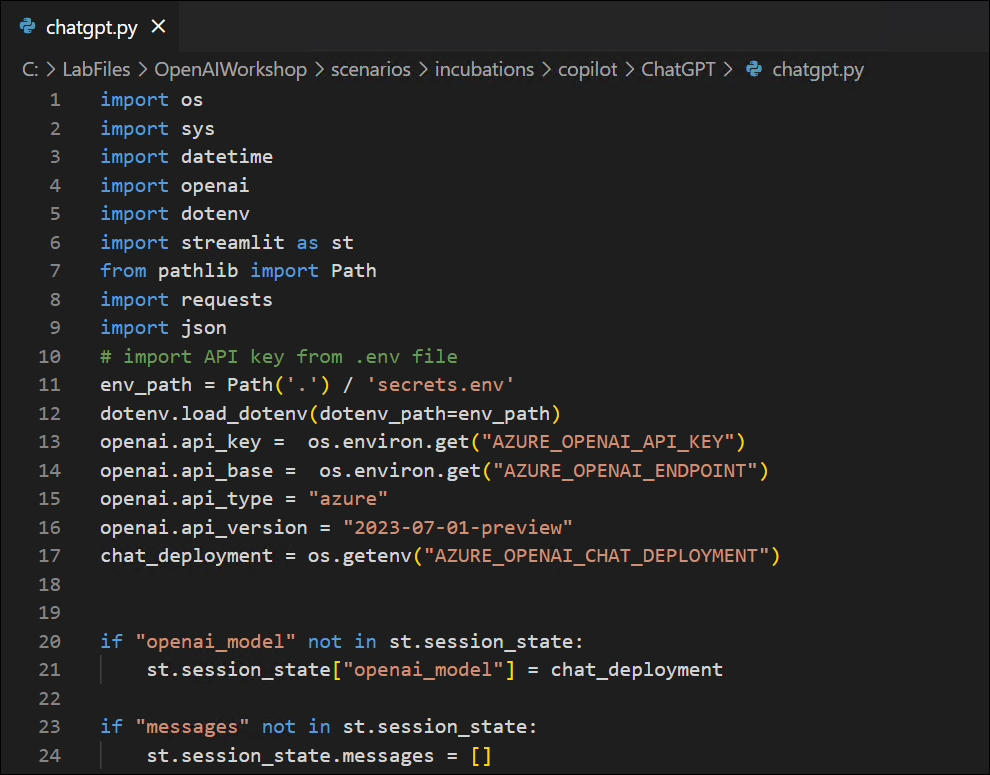 chatgpt.py ×
C: > LabFiles > OpenAIWorkshop > scenarios > incubations > copilot > ChatGPT > chatgpt.py
1 import os
2 import sys
3 import datetime
4 import openai
5 import dotenv
6 import streamlit as st
7 from pathlib import Path
8 import requests
9 import json
10 # import API key from .env file
11 env_path = Path('.') / 'secrets.env'
12 dotenv.load_dotenv(dotenv_path=env_path)
13 openai.api_key =  os.environ.get("AZURE_OPENAI_API_KEY")
14 openai.api_base =  os.environ.get("AZURE_OPENAI_ENDPOINT")
15 openai.api_type = "azure"
16 openai.api_version = "2023-07-01-preview"
17 chat_deployment = os.getenv("AZURE_OPENAI_CHAT_DEPLOYMENT")
18
19
20 if "openai_model" not in st.session_state:
21     st.session_state["openai_model"] = chat_deployment
22
23 if "messages" not in st.session_state:
24     st.session_state.messages = []